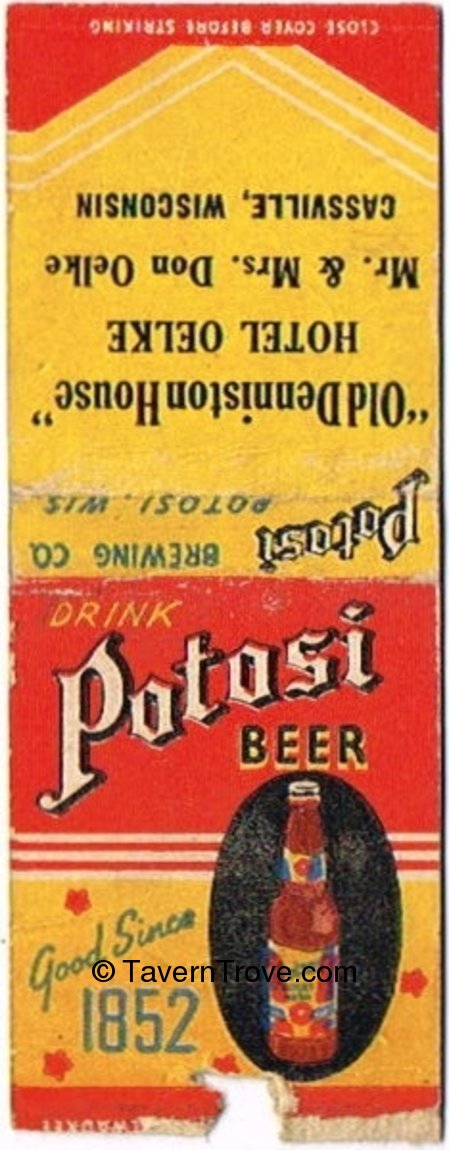 CLOSE COVER BEFORE STRIKING
"Old Denniston House"
HOTEL OELKE
Mr. & Mrs. Don Oelke
CASSVILLE, WISCONSIN
Potosi BREWING CO.
POTOSI, WIS.
DRINK
Potosi
BEER
Good Since
1852
© TavernTrove.com